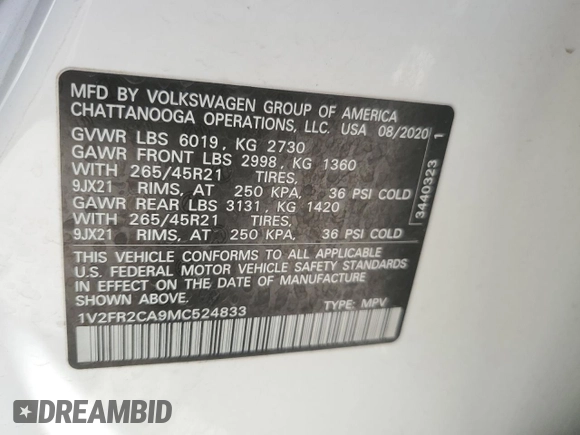 MFD BY VOLKSWAGEN GROUP OF AMERICA
CHATTANOOGA OPERATIONS, LLC. USA 08/2020
GVWR LBS 6019, KG 2730
GAWR FRONT LBS 2998, KG 1360
WITH 265/45R21 TIRES,
9JX21 RIMS, AT 250 KPA, 36 PSI COLD
GAWR REAR LBS 3131, KG 1420
WITH 265/45R21 TIRES,
9JX21 RIMS, AT 250 KPA, 36 PSI COLD
THIS VEHICLE CONFORMS TO ALL APPLICABLE
U.S. FEDERAL MOTOR VEHICLE SAFETY STANDARDS
IN EFFECT ON THE DATE OF MANUFACTURE
SHOWN ABOVE
1V2FR2CA9MC524833 TYPE: MPV
3440323 1
DREAMBID